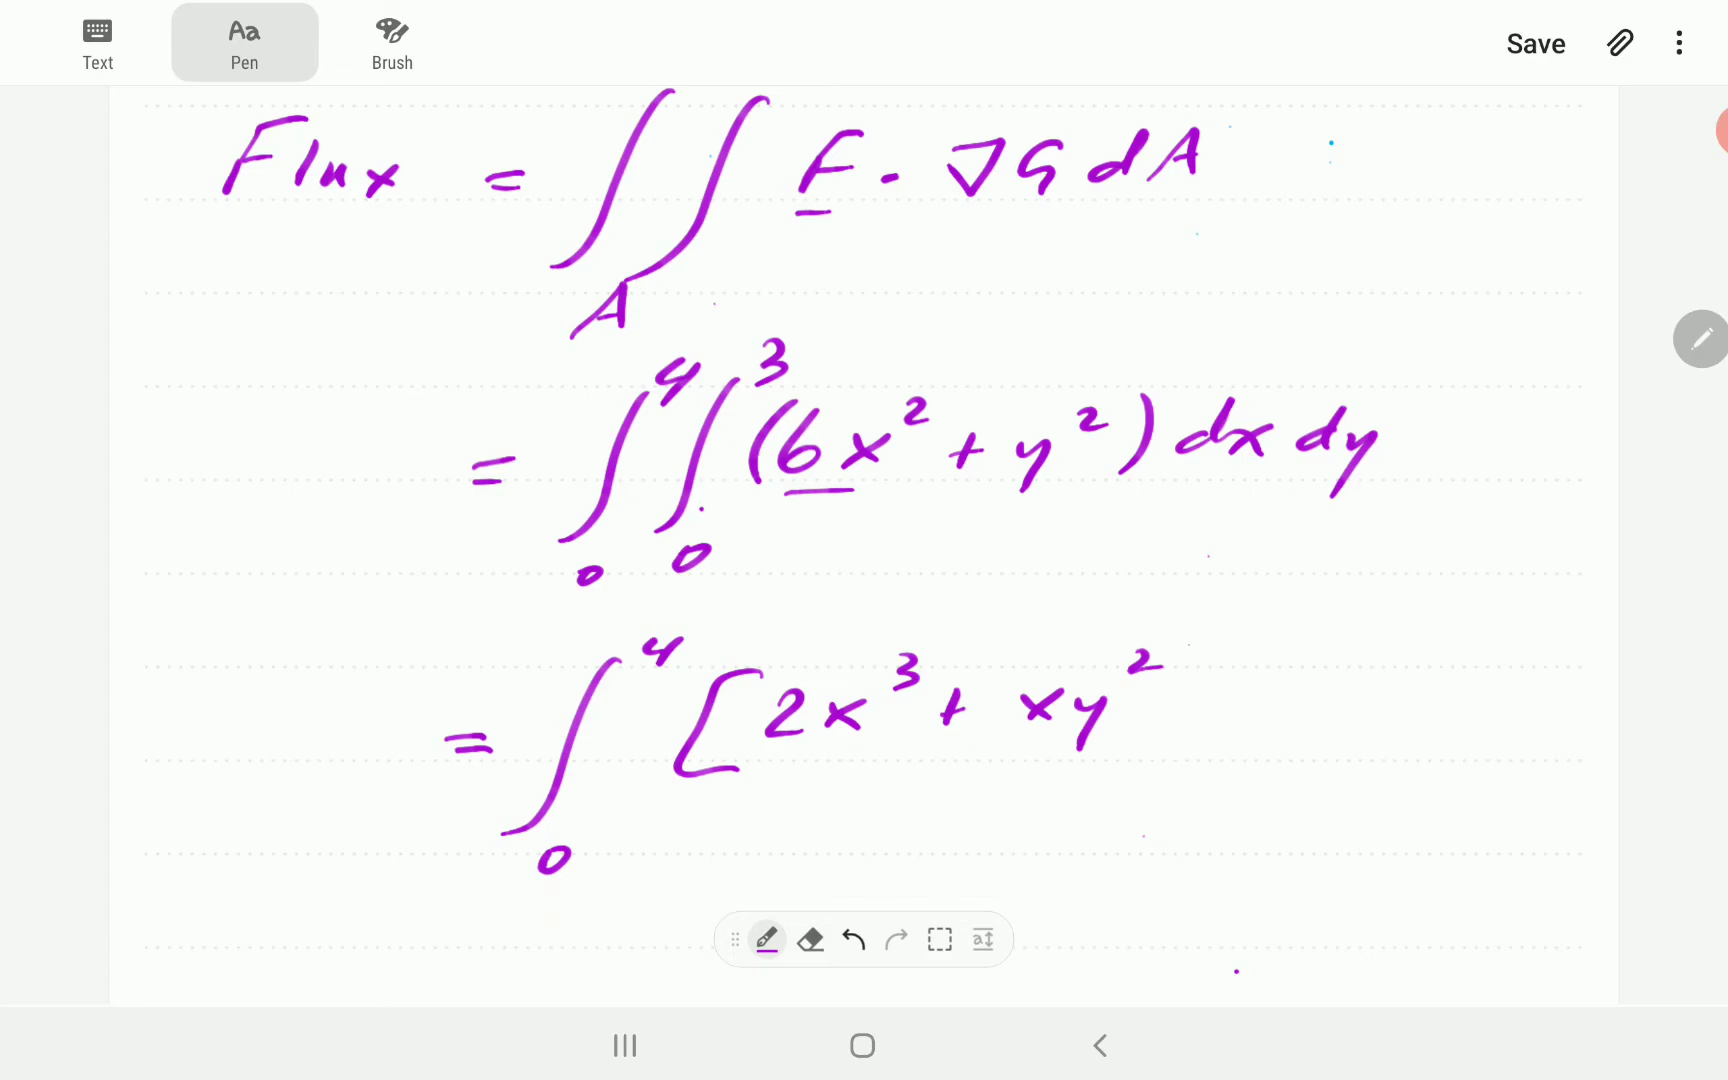 Text Aa Pen Brush Save
Flux = ∬_A F · ∇G dA
= ∫_0^4 ∫_0^3 (6x² + y²) dx dy
= ∫_0^4 [2x³ + xy²